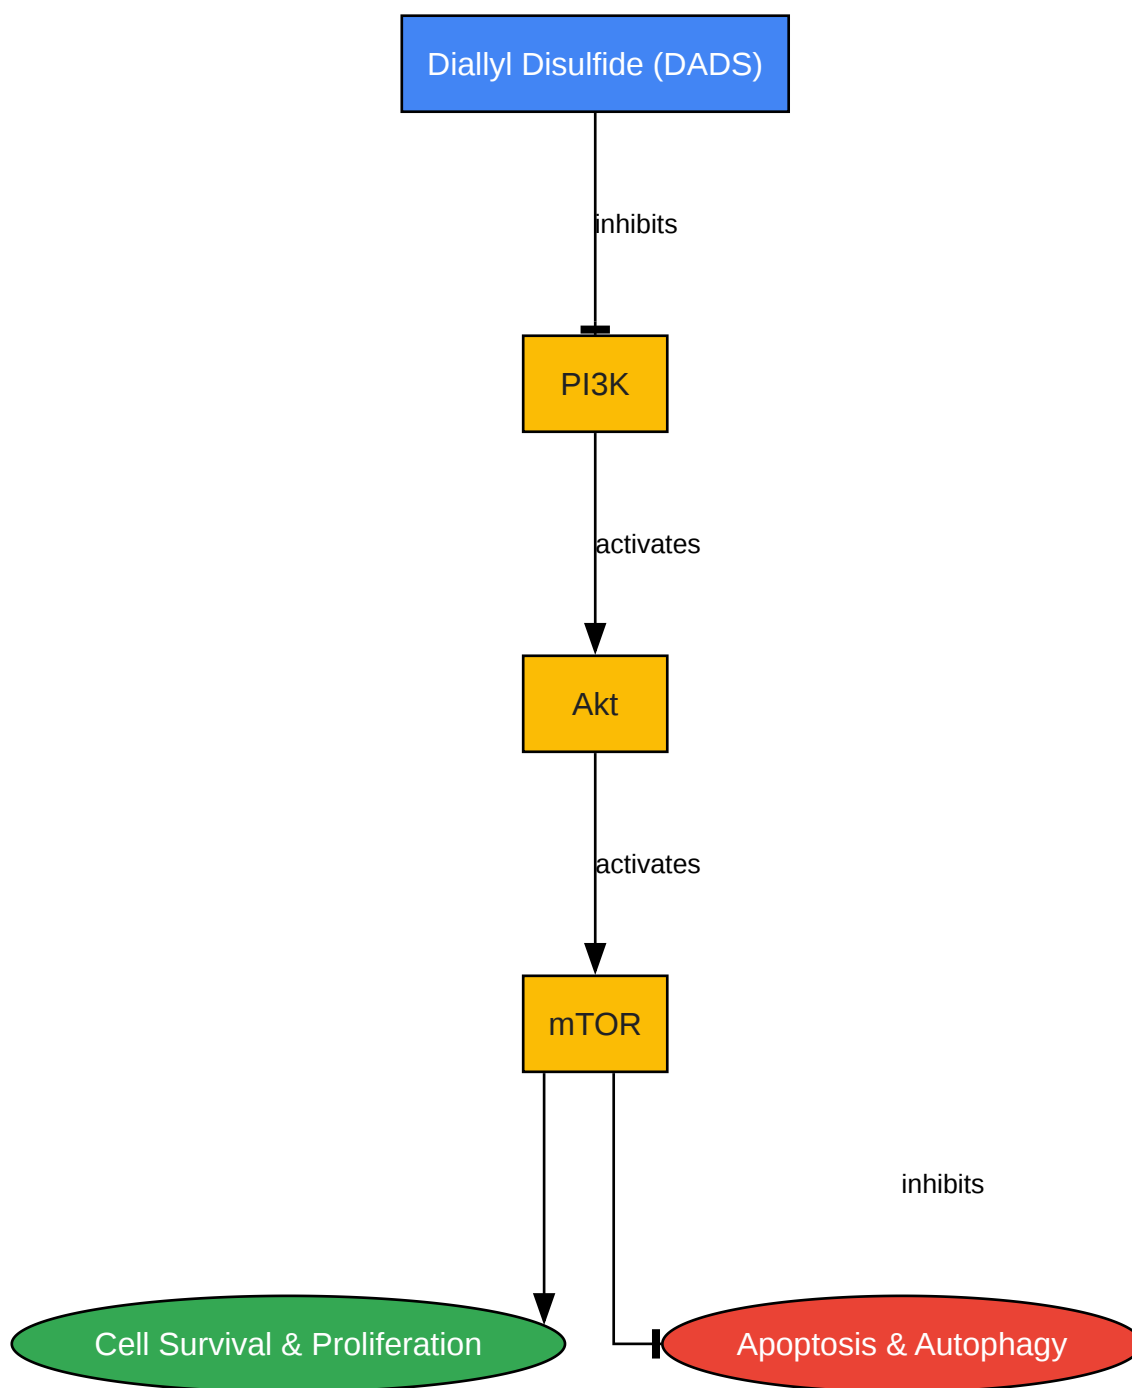 Diallyl Disulfide (DADS)
inhibits
PI3K
activates
Akt
activates
mTOR
inhibits
Cell Survival & Proliferation
Apoptosis & Autophagy